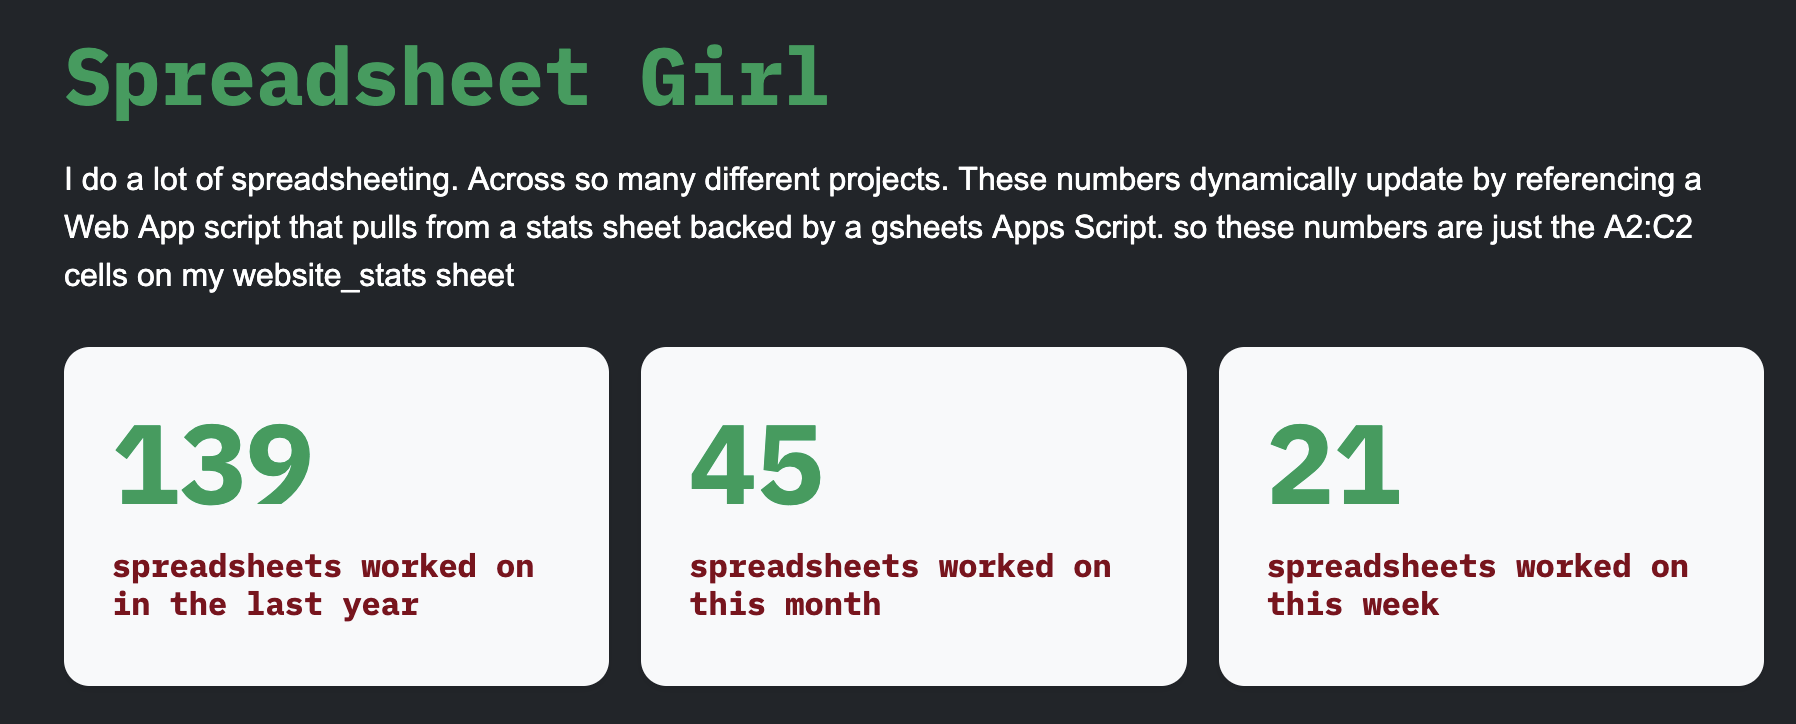 Spreadsheet Girl
I do a lot of spreadsheeting. Across so many different projects. These numbers dynamically update by referencing a
Web App script that pulls from a stats sheet backed by a gsheets Apps Script. so these numbers are just the A2:C2
cells on my website_stats sheet
139
spreadsheets worked on
in the last year
45
spreadsheets worked on
this month
21
spreadsheets worked on
this week